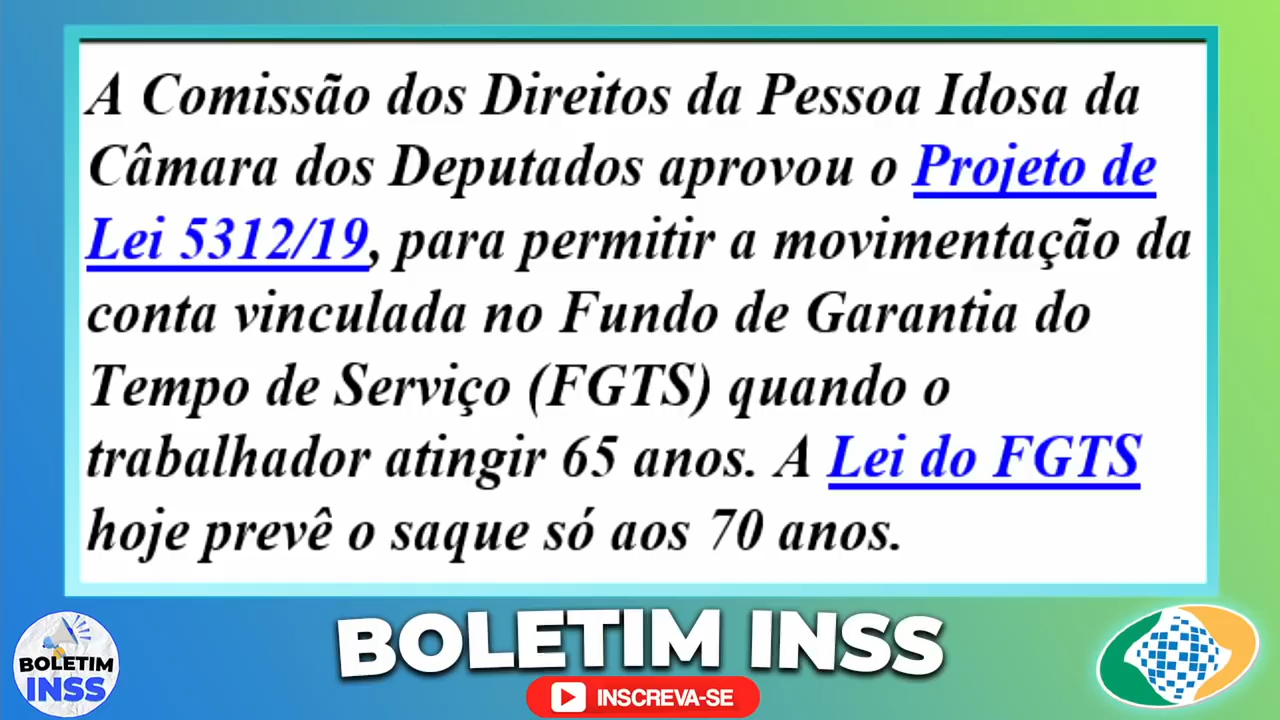 A Comissão dos Direitos da Pessoa Idosa da
Câmara dos Deputados aprovou o Projeto de
Lei 5312/19, para permitir a movimentação da
conta vinculada no Fundo de Garantia do
Tempo de Serviço (FGTS) quando o
trabalhador atingir 65 anos. A Lei do FGTS
hoje prevê o saque só aos 70 anos.
BOLETIM INSS
INSCREVA-SE
BOLETIM
INSS